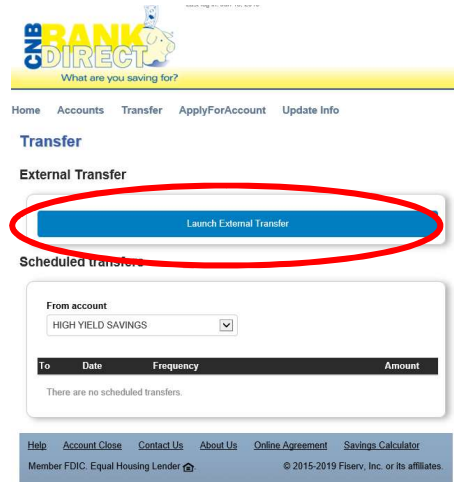 CNB
BANK
DIRECT
What are you saving for?
Home Accounts Transfer ApplyForAccount Update Info
Transfer
External Transfer
Launch External Transfer
Scheduled transfers
From account
HIGH YIELD SAVINGS
To Date Frequency Amount
There are no scheduled transfers.
Help Account Close Contact Us About Us Online Agreement Savings Calculator
Member FDIC. Equal Housing Lender . © 2015-2019 Fiserv, Inc. or its affiliates.